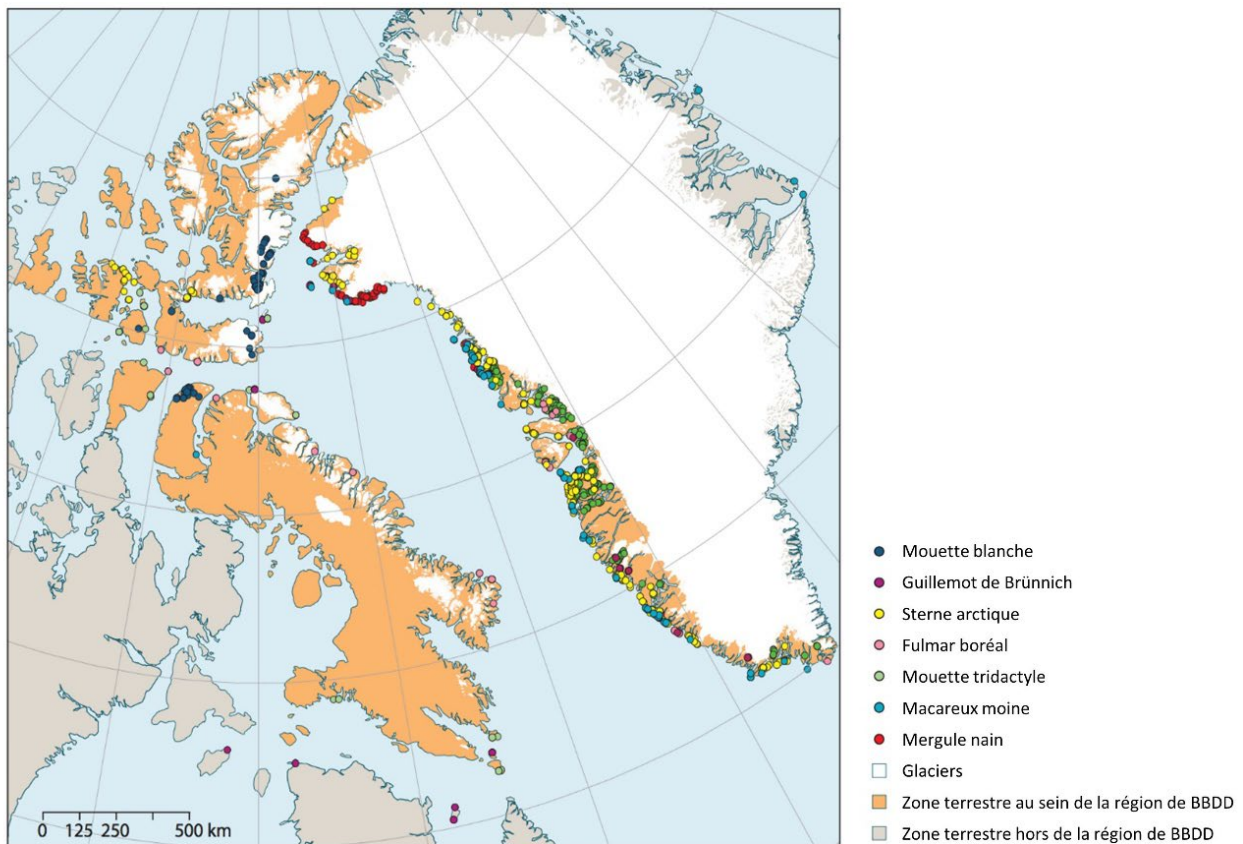 Mouette blanche
Guillemot de Brünnich
Sterne arctique
Fulmar boréal
Mouette tridactyle
Macareux moine
Mergule nain
Glaciers
Zone terrestre au sein de la région de BBDD
Zone terrestre hors de la région de BBDD
0 125 250 500 km